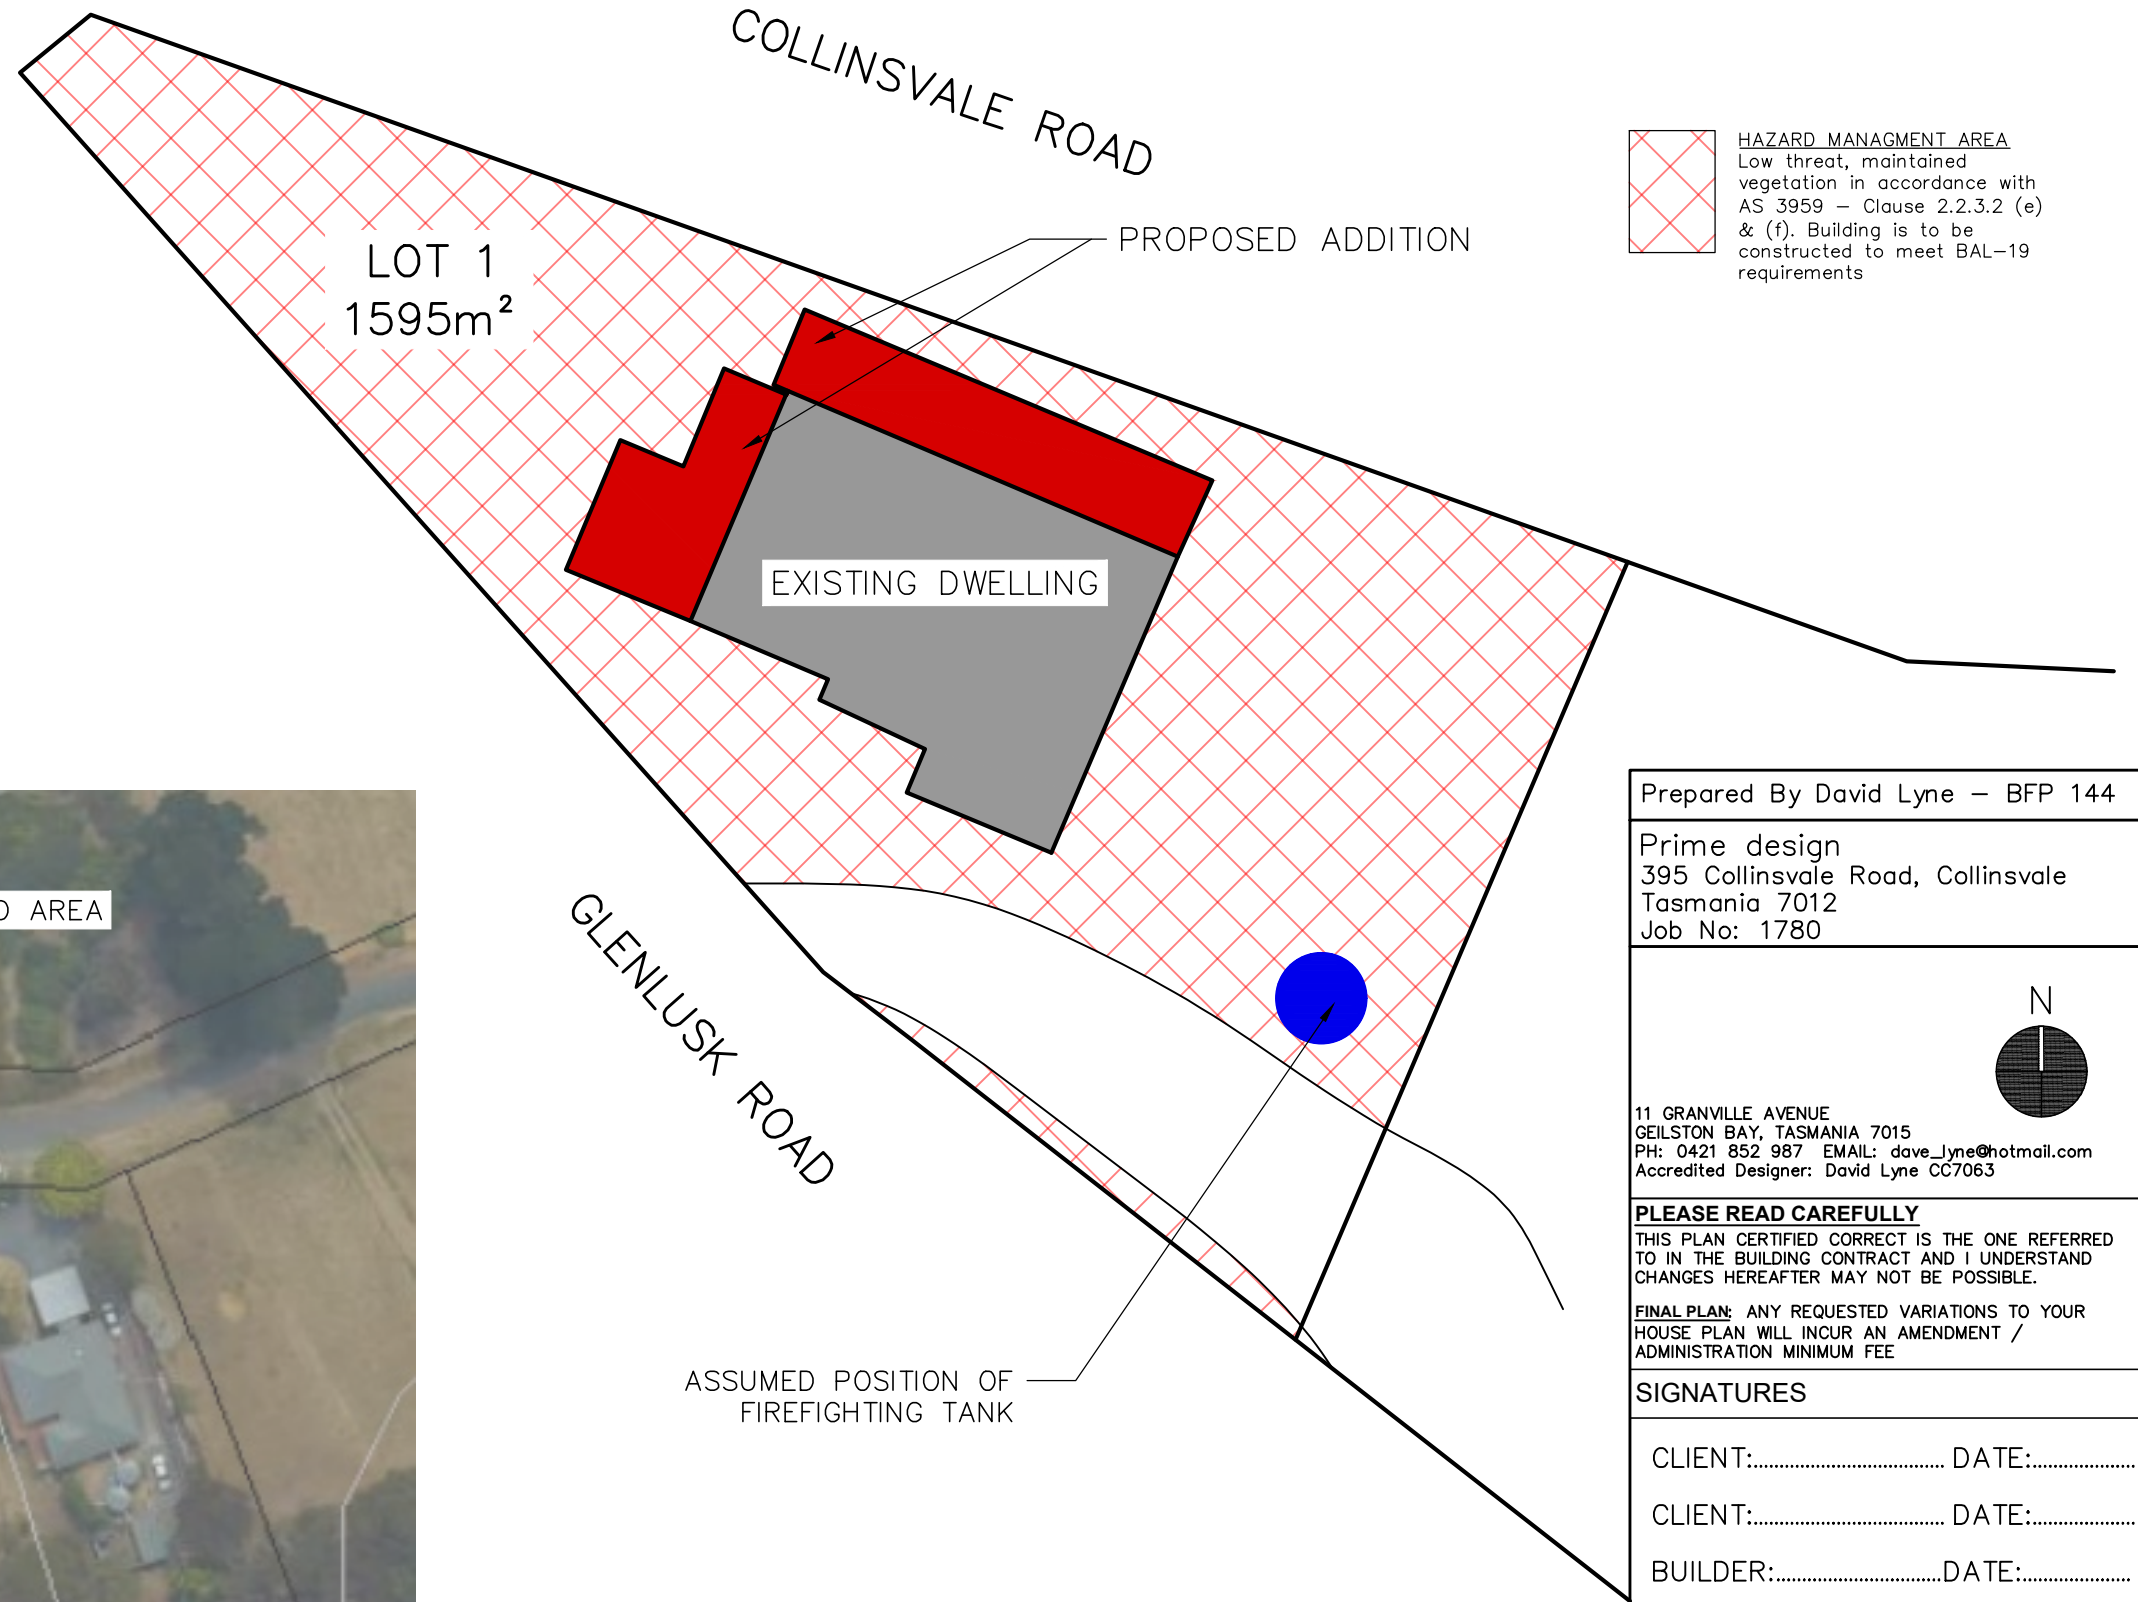 COLLINSVALE ROAD
HAZARD MANAGMENT AREA
Low threat, maintained
vegetation in accordance with
AS 3959 – Clause 2.2.3.2 (e)
& (f). Building is to be
constructed to meet BAL–19
requirements
PROPOSED ADDITION
LOT 1
1595m²
EXISTING DWELLING
AREA
GLENLUSK ROAD
ASSUMED POSITION OF
FIREFIGHTING TANK
Prepared By David Lyne – BFP 144
Prime design
395 Collinsvale Road, Collinsvale
Tasmania 7012
Job No: 1780
N
11 GRANVILLE AVENUE
GEILSTON BAY, TASMANIA 7015
PH: 0421 852 987 EMAIL: dave_lyne@hotmail.com
Accredited Designer: David Lyne CC7063
PLEASE READ CAREFULLY
THIS PLAN CERTIFIED CORRECT IS THE ONE REFERRED
TO IN THE BUILDING CONTRACT AND I UNDERSTAND
CHANGES HEREAFTER MAY NOT BE POSSIBLE.
FINAL PLAN: ANY REQUESTED VARIATIONS TO YOUR
HOUSE PLAN WILL INCUR AN AMENDMENT /
ADMINISTRATION MINIMUM FEE
SIGNATURES
CLIENT:..................................... DATE:....................
CLIENT:..................................... DATE:....................
BUILDER:................................DATE:.....................